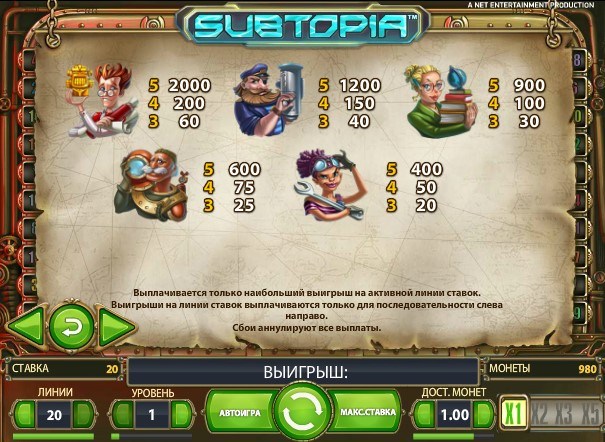 A NET ENTERTAINMENT PRODUCTION
SUBTOPIA™
5 2000
4 200
3 60
5 1200
4 150
3 40
5 900
4 100
3 30
5 600
4 75
3 25
5 400
4 50
3 20
Выплачивается только наибольший выигрыш на активной линии ставок.
Выигрыши на линии ставок выплачиваются только для последовательности слева
направо.
Сбои аннулируют все выплаты.
СТАВКА 20
ВЫИГРЫШ:
МОНЕТЫ 980
ЛИНИИ
20
УРОВЕНЬ
1
АВТОИГРА
МАКС.СТАВКА
ДОСТ. МОНЕТ
1.00
X1 X2 X3 X5